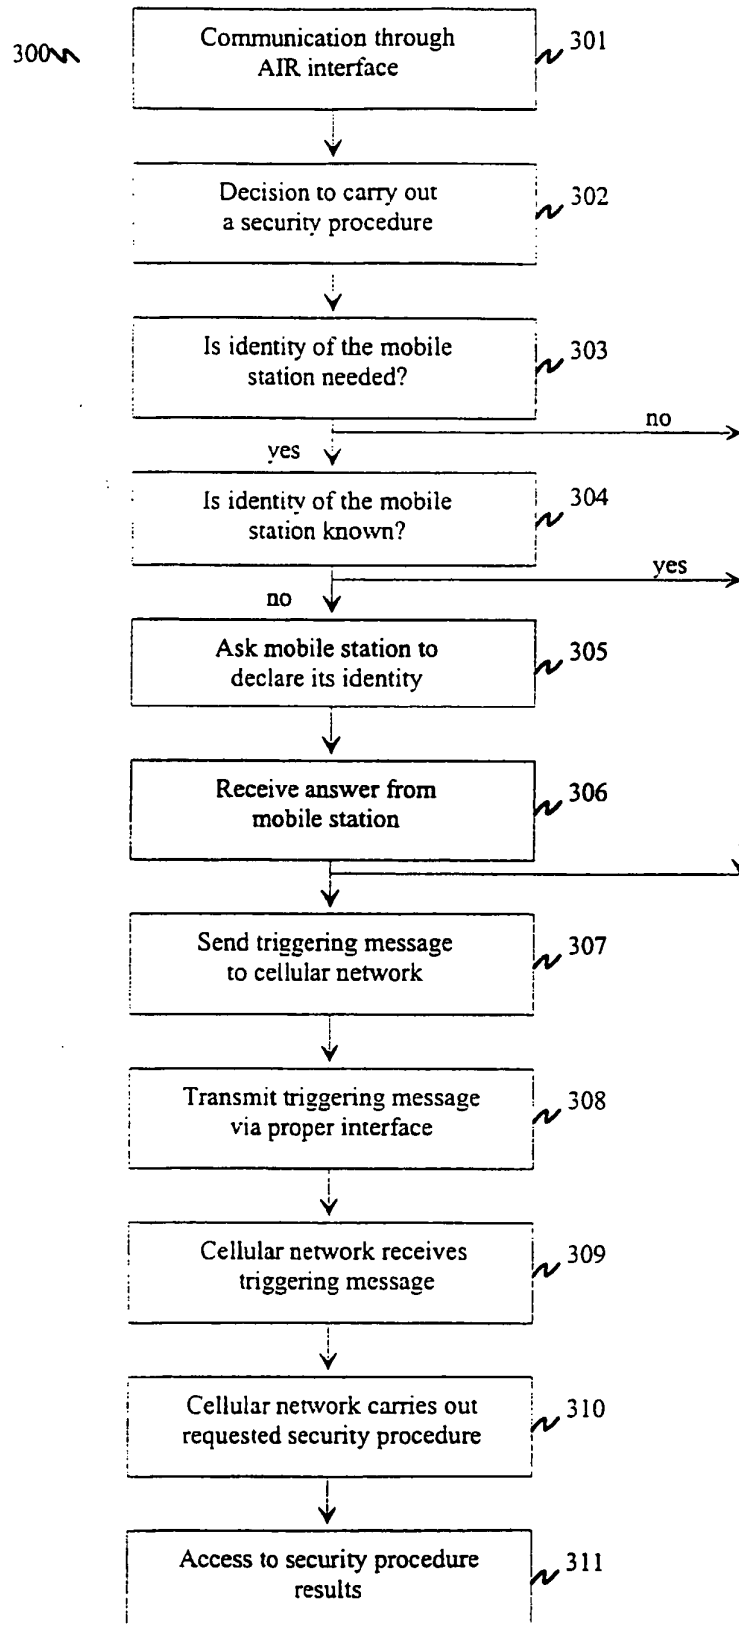 300
Communication through
AIR interface
301
Decision to carry out
a security procedure
302
Is identity of the mobile
station needed?
303
no
yes
Is identity of the mobile
station known?
304
yes
no
Ask mobile station to
declare its identity
305
Receive answer from
mobile station
306
Send triggering message
to cellular network
307
Transmit triggering message
via proper interface
308
Cellular network receives
triggering message
309
Cellular network carries out
requested security procedure
310
Access to security procedure
results
311